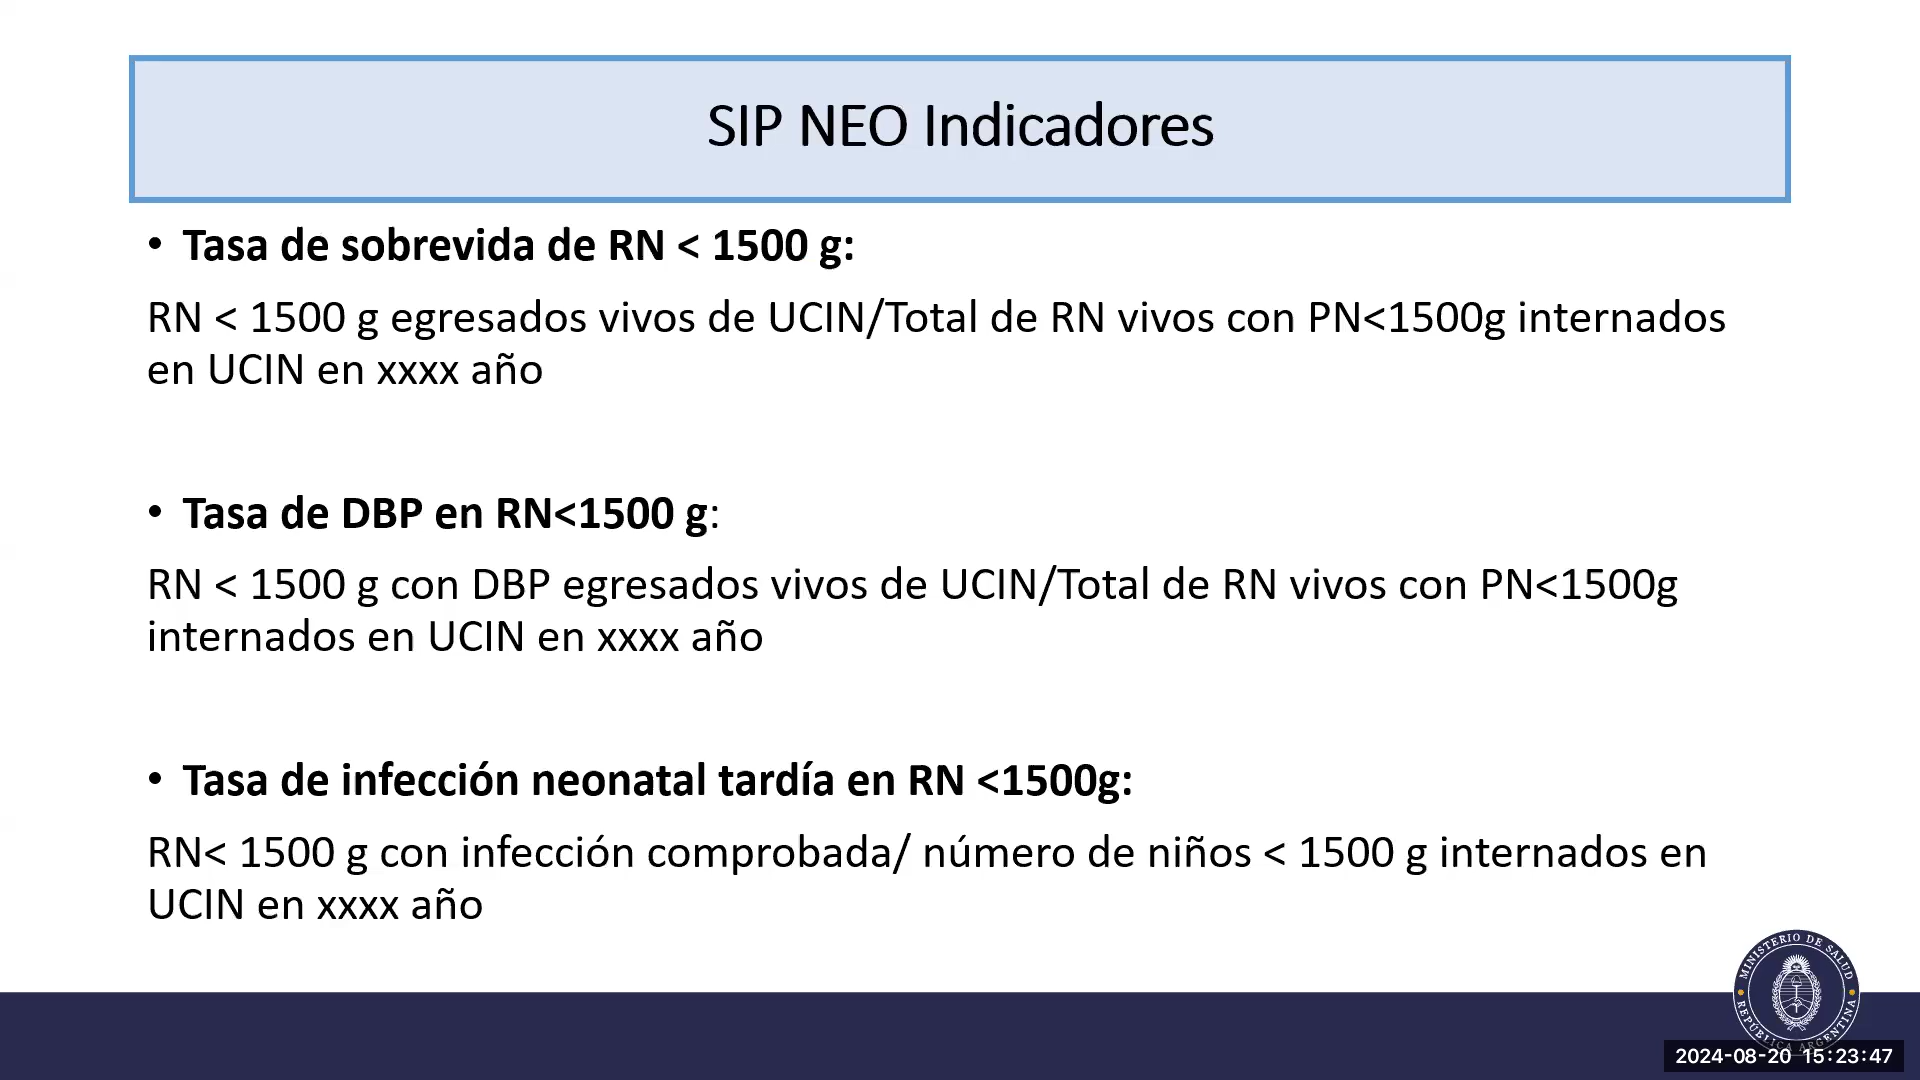 SIP NEO Indicadores
• Tasa de sobrevida de RN < 1500 g:
RN < 1500 g egresados vivos de UCIN/Total de RN vivos con PN<1500g internados
en UCIN en xxxx año
• Tasa de DBP en RN<1500 g:
RN < 1500 g con DBP egresados vivos de UCIN/Total de RN vivos con PN<1500g
internados en UCIN en xxxx año
• Tasa de infección neonatal tardía en RN <1500g:
RN< 1500 g con infección comprobada/ número de niños < 1500 g internados en
UCIN en xxxx año
MINISTERIO DE SALUD
REPÚBLICA ARGENTINA
2024-08-20 15:23:47